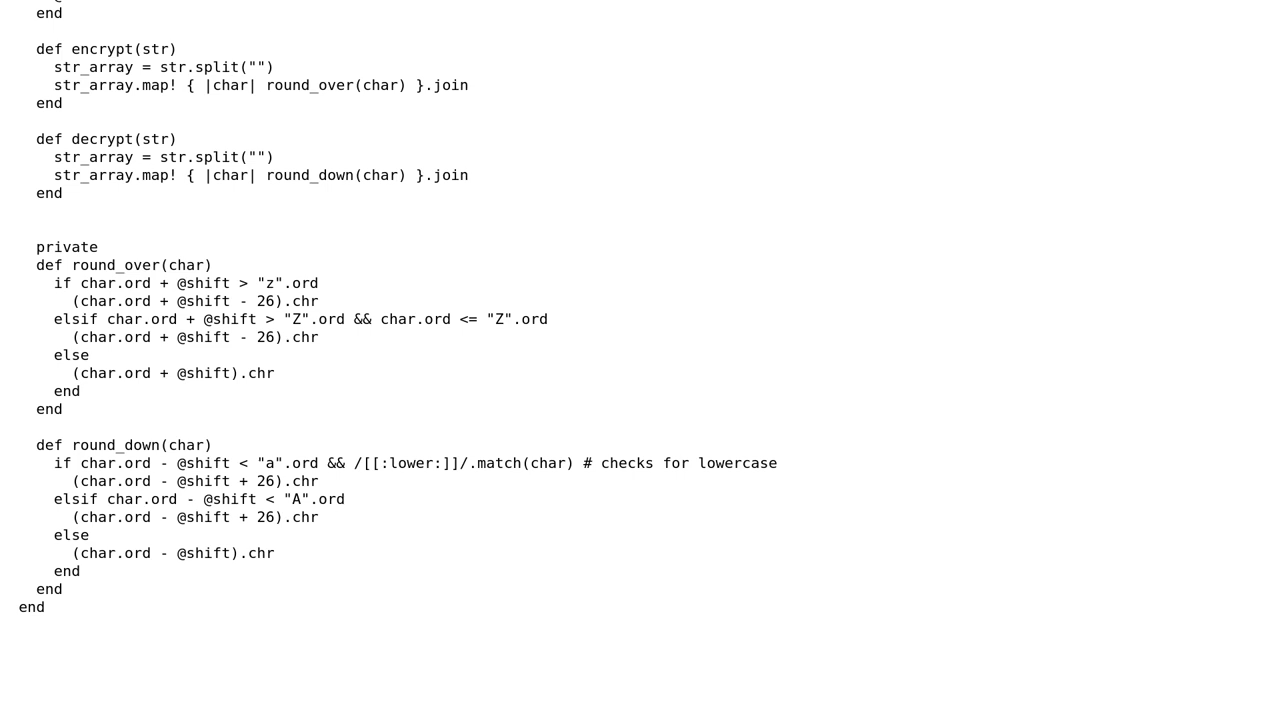 end
def encrypt(str)
str_array = str.split("")
str_array.map! { |char| round_over(char) }.join
end
def decrypt(str)
str_array = str.split("")
str_array.map! { |char| round_down(char) }.join
end
private
def round_over(char)
if char.ord + @shift > "z".ord
(char.ord + @shift - 26).chr
elsif char.ord + @shift > "Z".ord && char.ord <= "Z".ord
(char.ord + @shift - 26).chr
else
(char.ord + @shift).chr
end
end
def round_down(char)
if char.ord - @shift < "a".ord && /[[:lower:]]/.match(char) # checks for lowercase
(char.ord - @shift + 26).chr
elsif char.ord - @shift < "A".ord
(char.ord - @shift + 26).chr
else
(char.ord - @shift).chr
end
end
end